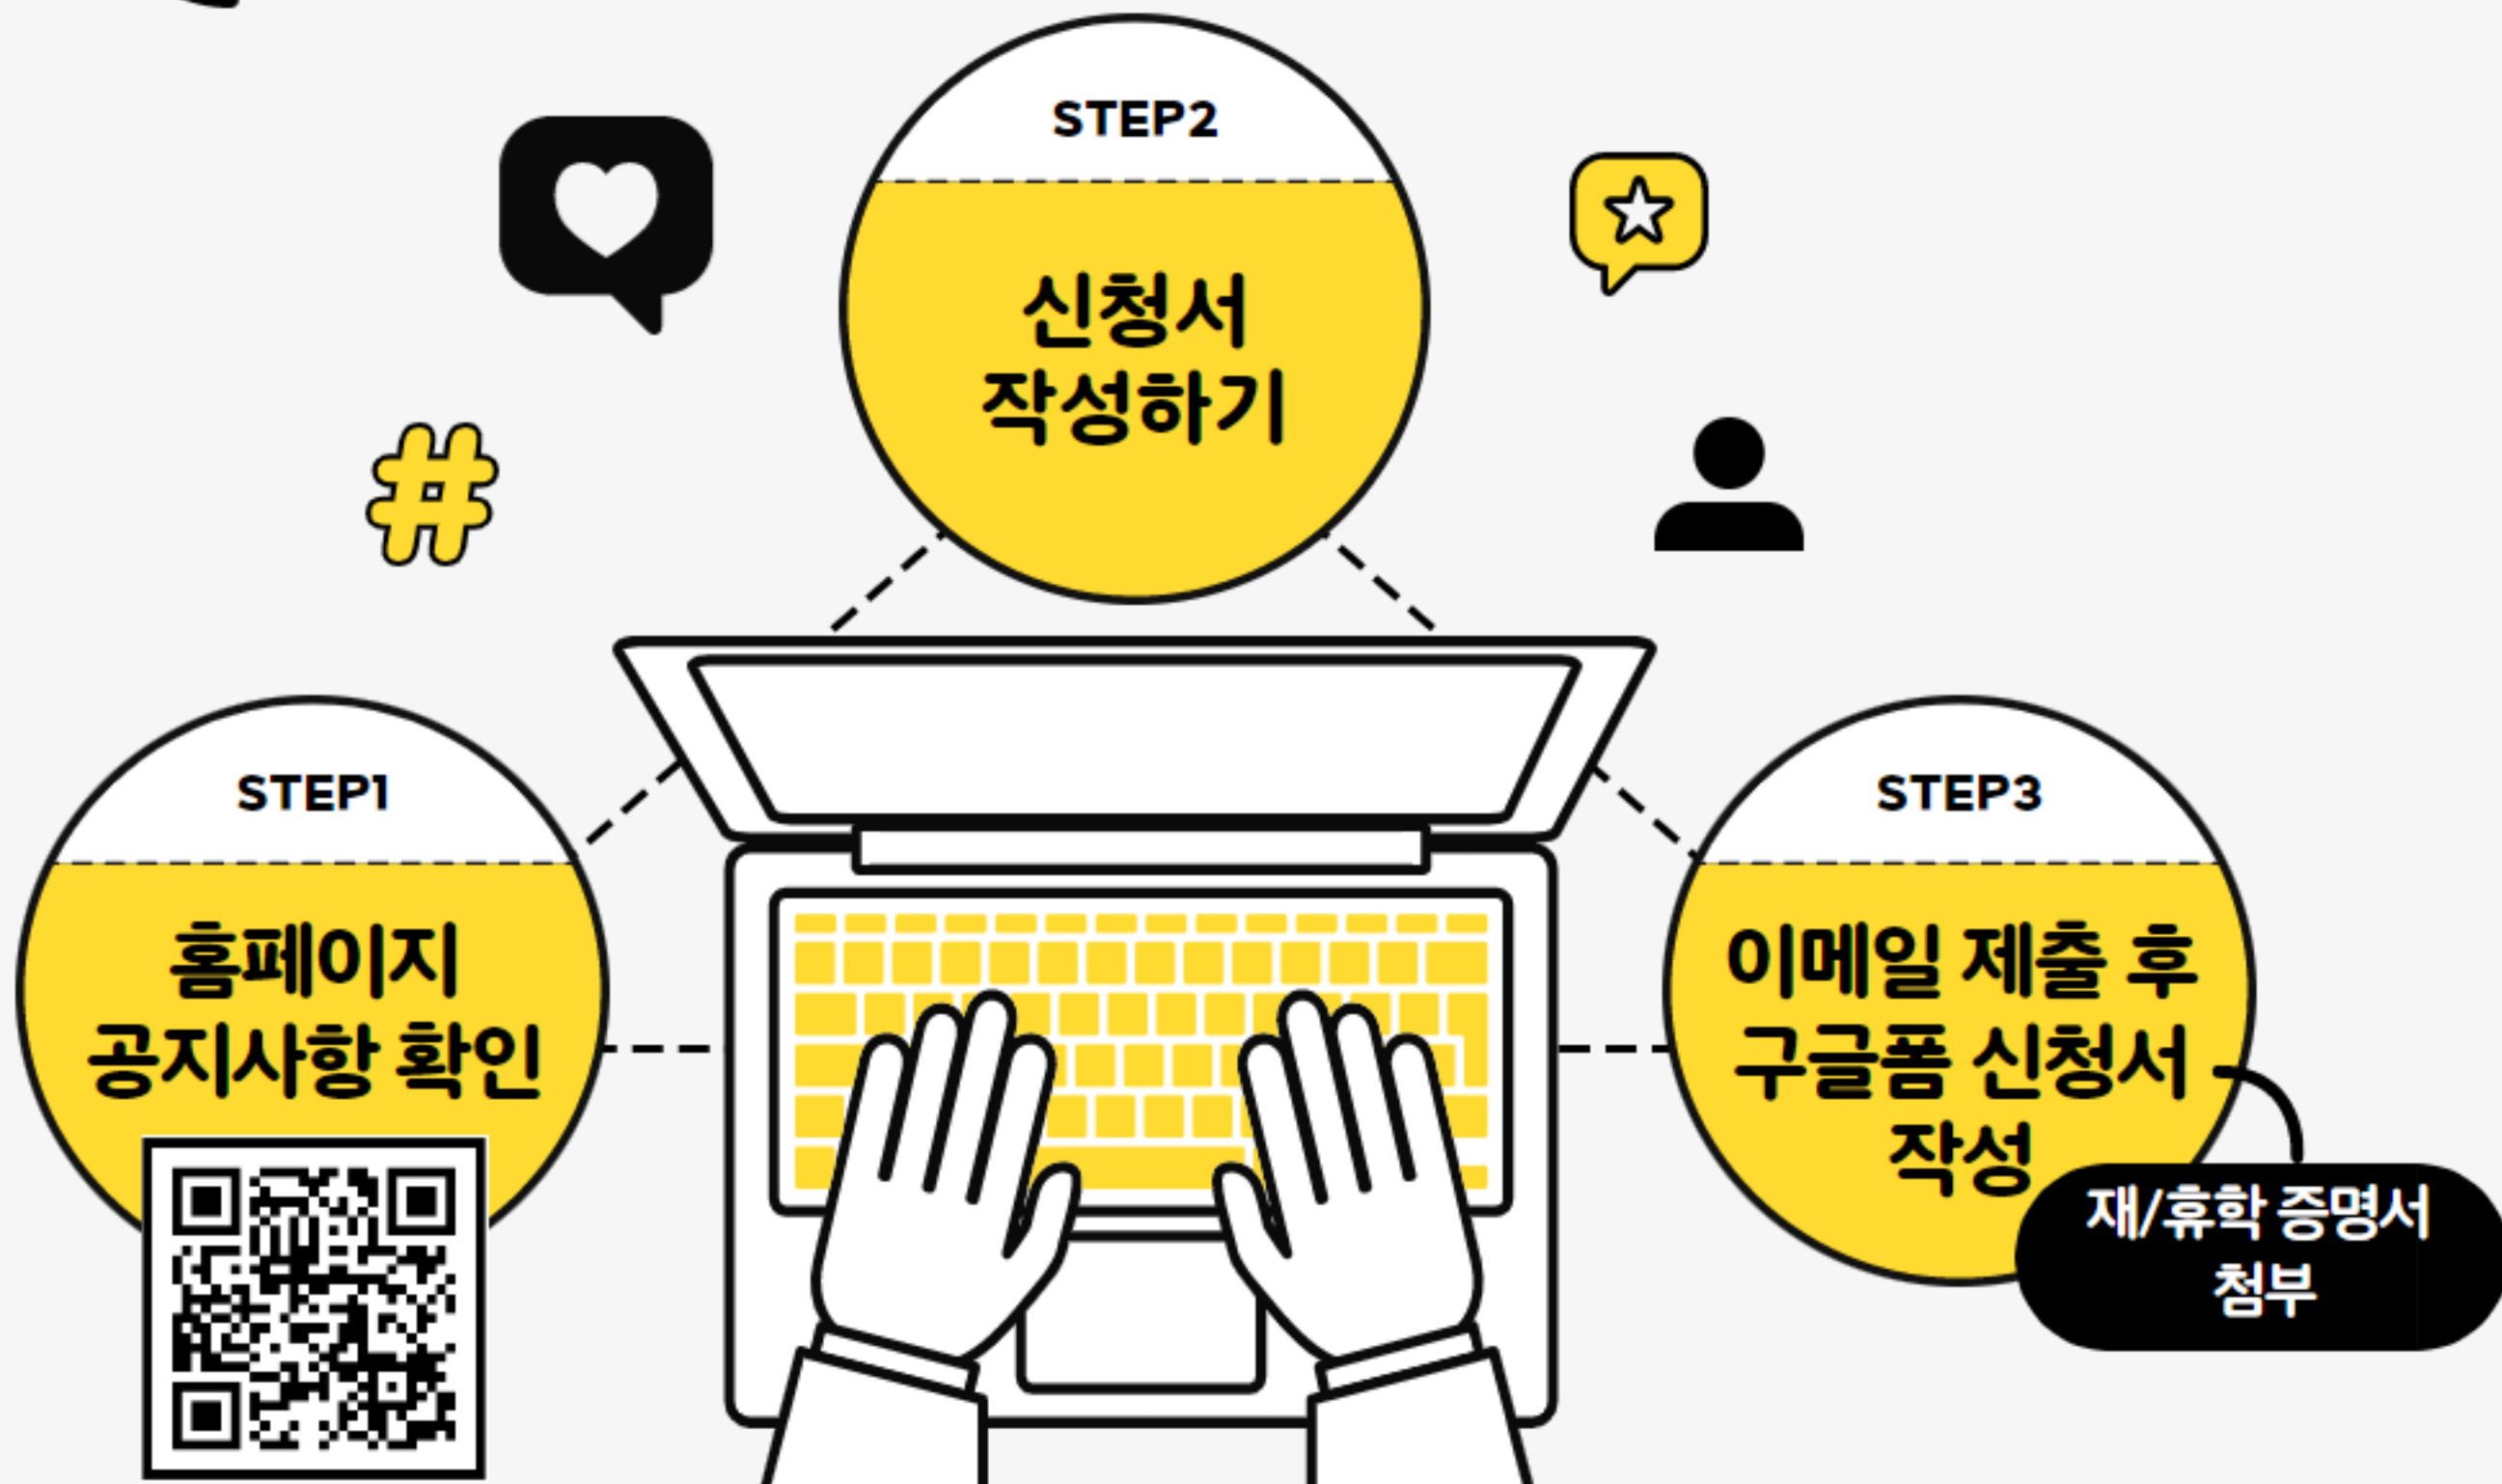 STEP1
홈페이지
공지사항 확인
STEP2
신청서
작성하기
STEP3
이메일 제출 후
구글폼 신청서
작성
재/휴학 증명서
첨부